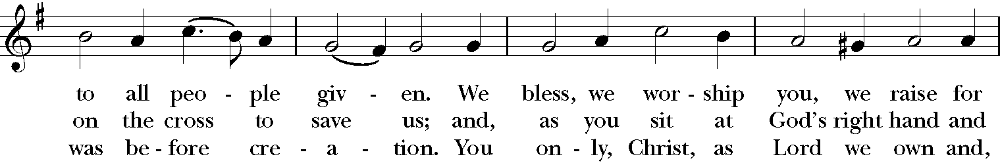 to all peo - ple giv - en. We bless, we wor - ship you, we raise for
on the cross to save us; and, as you sit at God's right hand and
was be - fore cre - a - tion. You on - ly, Christ, as Lord we own and,